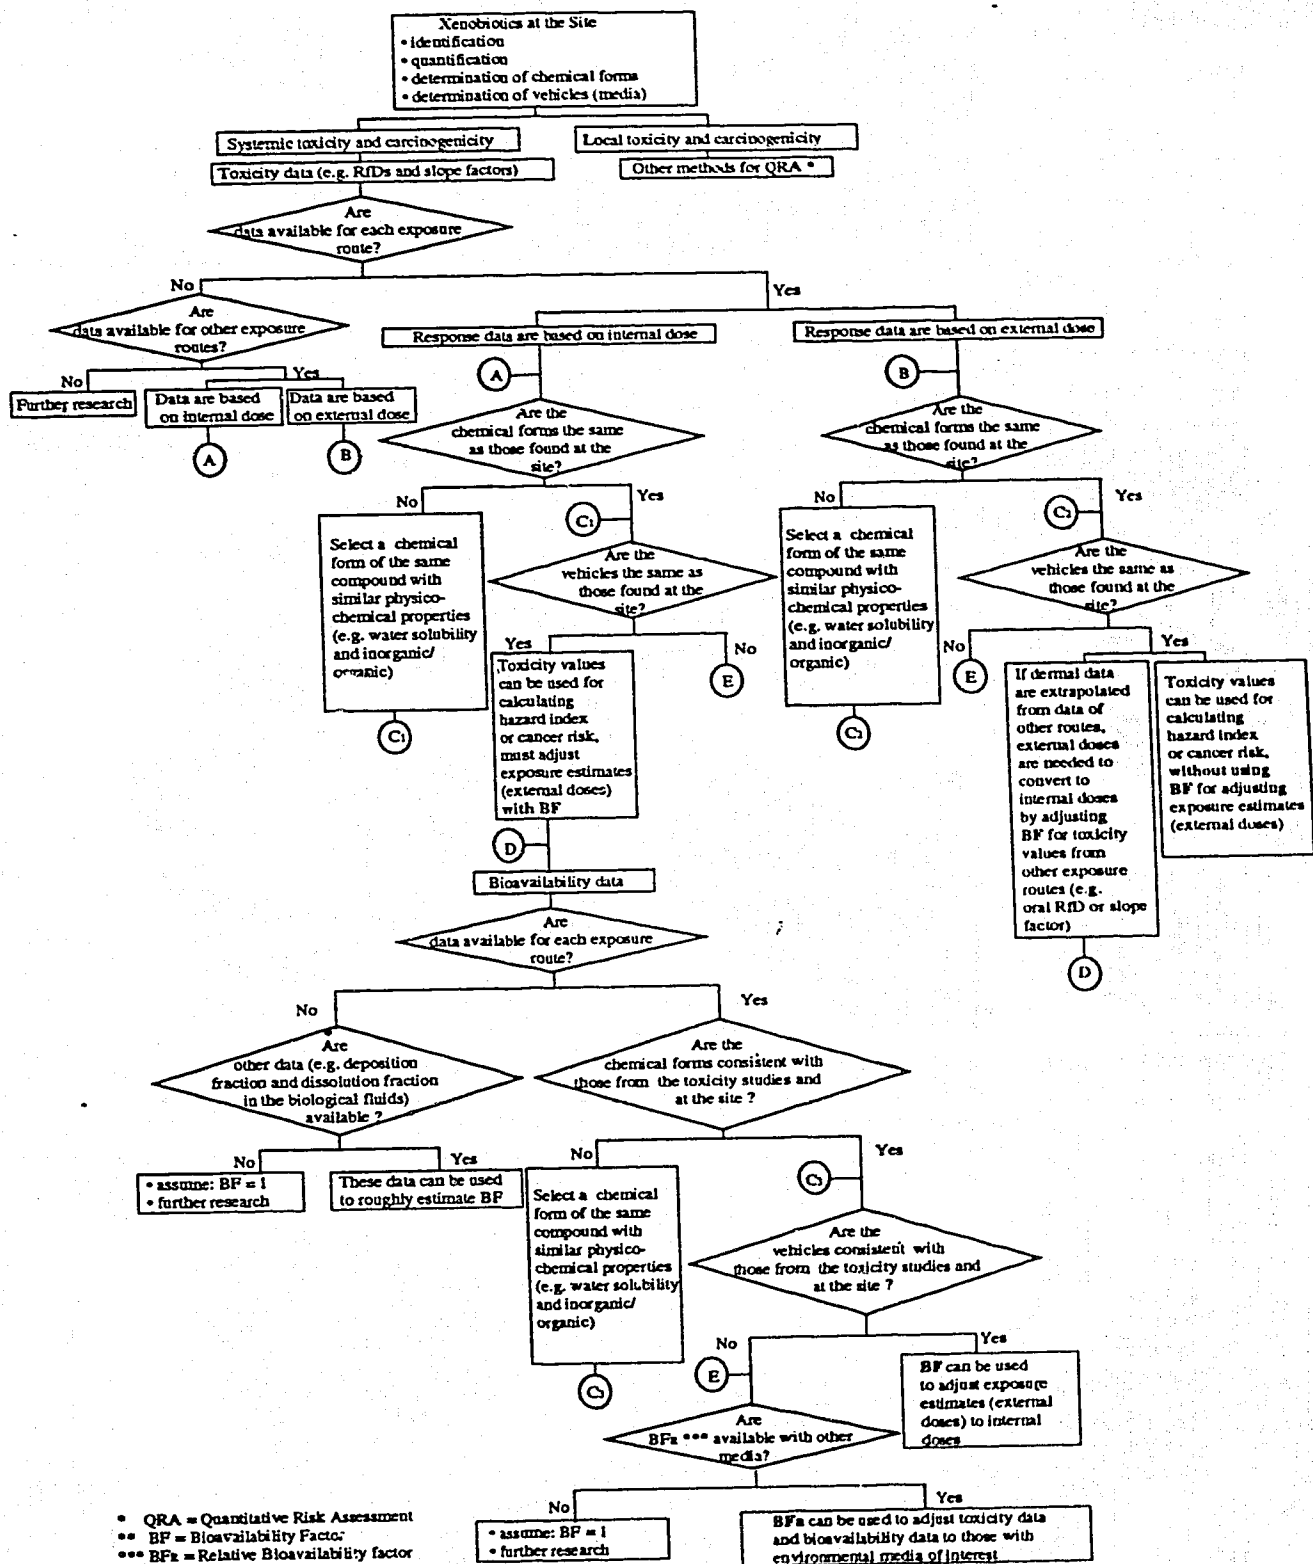 Xenobiotics at the Site
• identification
• quantification
• determination of chemical forms
• determination of vehicles (media)
Systemic toxicity and carcinogenicity
Local toxicity and carcinogenicity
Toxicity data (e.g. RfDs and slope factors)
Other methods for QRA *
Are
data available for each exposure
route?
No
Yes
Are
data available for other exposure
routes?
Response data are based on internal dose
Response data are based on external dose
No
Yes
A
B
Further research
Data are based
on internal dose
Data are based
on external dose
A
B
Are the
chemical forms the same
as those found at the
site?
Are the
chemical forms the same
as those found at the
site?
No
Yes
No
Yes
C1
C2
Select a chemical
form of the same
compound with
similar physico-
chemical properties
(e.g. water solubility
and inorganic/
organic)
C1
Are the
vehicles the same as
those found at the
site?
Select a chemical
form of the same
compound with
similar physico-
chemical properties
(e.g. water solubility
and inorganic/
organic)
C2
Are the
vehicles the same as
those found at the
site?
Yes
No
E
No
E
Yes
Toxicity values
can be used for
calculating
hazard index
or cancer risk,
must adjust
exposure estimates
(external doses)
with BF
If dermal data
are extrapolated
from data of
other routes,
external doses
are needed to
convert to
internal doses
by adjusting
BF for toxicity
values from
other exposure
routes (e.g.
oral RfD or slope
factor)
D
Toxicity values
can be used for
calculating
hazard index
or cancer risk,
without using
BF for adjusting
exposure estimates
(external doses)
D
Bioavailability data
Are
data available for each exposure
route?
No
Yes
*
Are
other data (e.g. deposition
fraction and dissolution fraction
in the biological fluids)
available ?
Are the
chemical forms consistent with
those from the toxicity studies and
at the site ?
No
Yes
No
Yes
• assume: BF = 1
• further research
These data can be used
to roughly estimate BF
C3
Select a chemical
form of the same
compound with
similar physico-
chemical properties
(e.g. water solubility
and inorganic/
organic)
C3
Are the
vehicles consistent with
those from the toxicity studies and
at the site ?
No
Yes
E
BF can be used
to adjust exposure
estimates (external
doses) to internal
doses
Are
BFR *** available with other
media?
No
Yes
• assume: BF = 1
• further research
BFR can be used to adjust toxicity data
and bioavailability data to those with
environmental media of interest
* QRA = Quantitative Risk Assessment
** BF = Bioavailability Factor
*** BFR = Relative Bioavailability factor